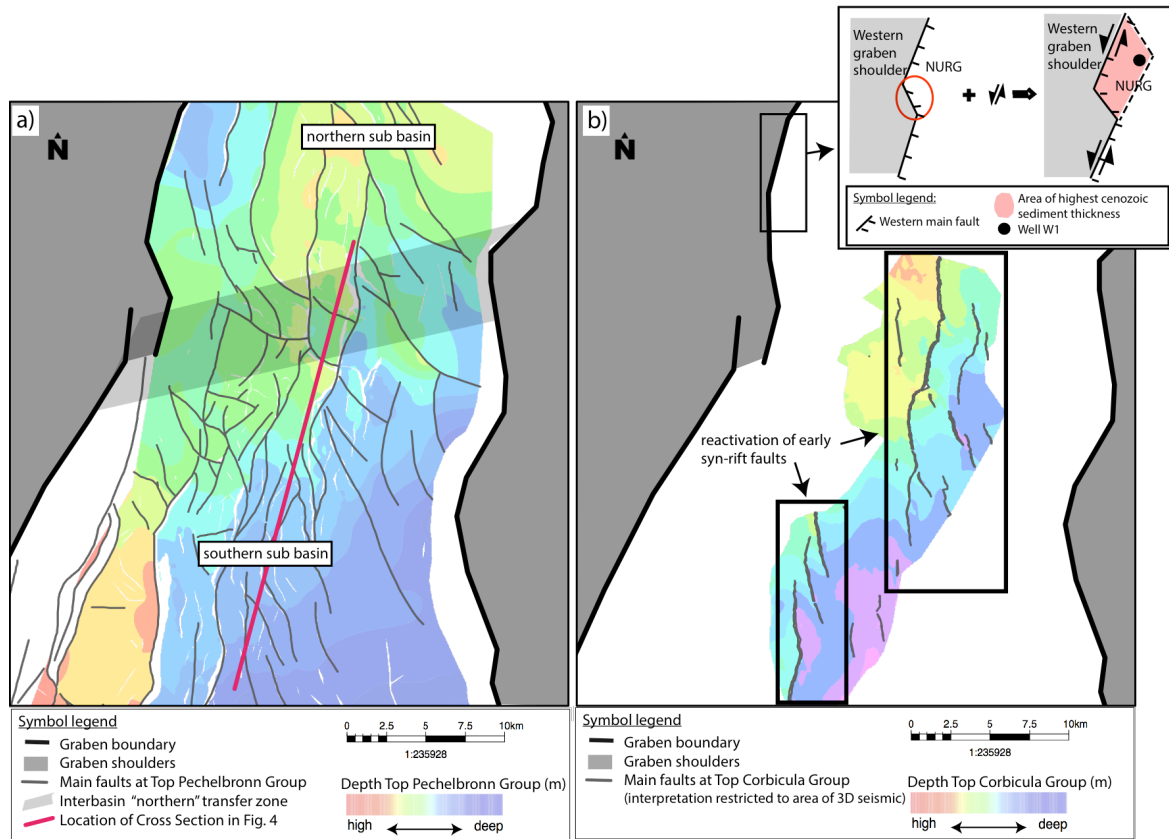 Western
graben
shoulder
NURG
+
Western
graben
shoulder
NURG
Symbol legend:
Western main fault
Area of highest cenozoic
sediment thickness
Well W1
a)
N
northern sub basin
southern sub basin
b)
N
reactivation of early
syn-rift faults
Symbol legend
Graben boundary
Graben shoulders
Main faults at Top Pechelbronn Group
Interbasin "northern" transfer zone
Location of Cross Section in Fig. 4
0 2.5 5 7.5 10km
1:235928
Depth Top Pechelbronn Group (m)
high deep
Symbol legend
Graben boundary
Graben shoulders
Main faults at Top Corbicula Group
(interpretation restricted to area of 3D seismic)
0 2.5 5 7.5 10km
1:235928
Depth Top Corbicula Group (m)
high deep